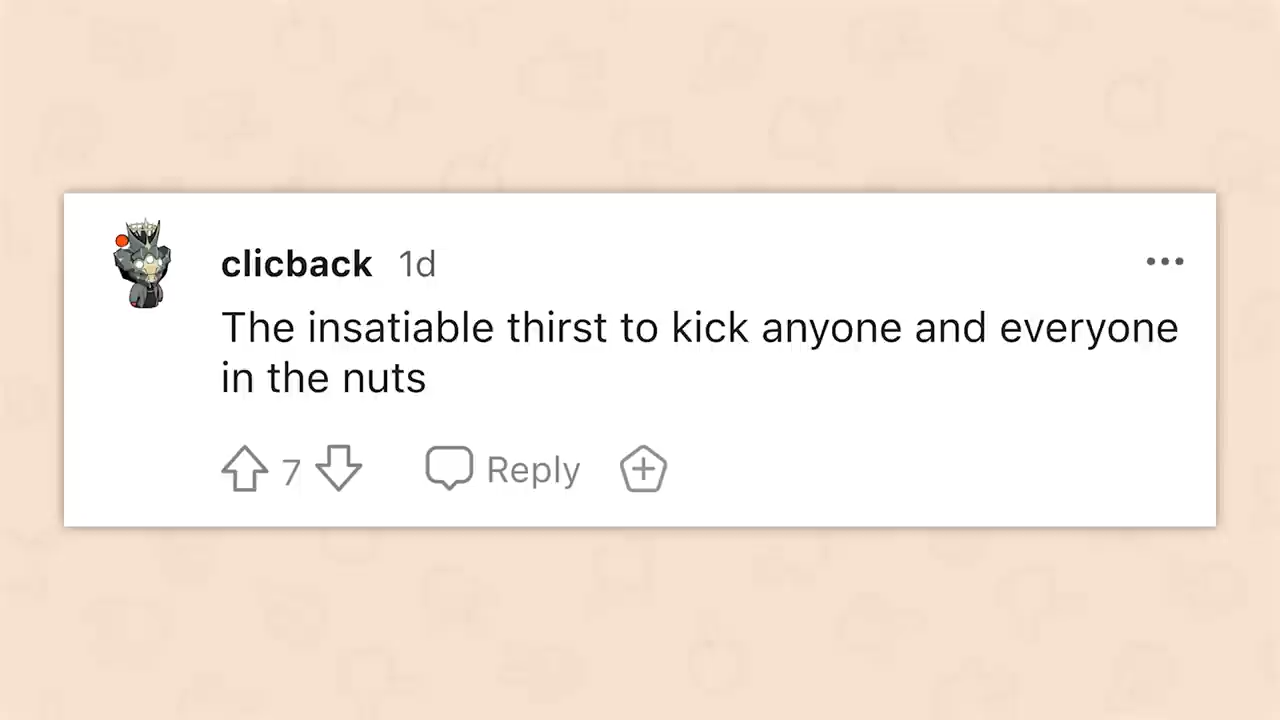 clicback 1d
The insatiable thirst to kick anyone and everyone
in the nuts
7 Reply